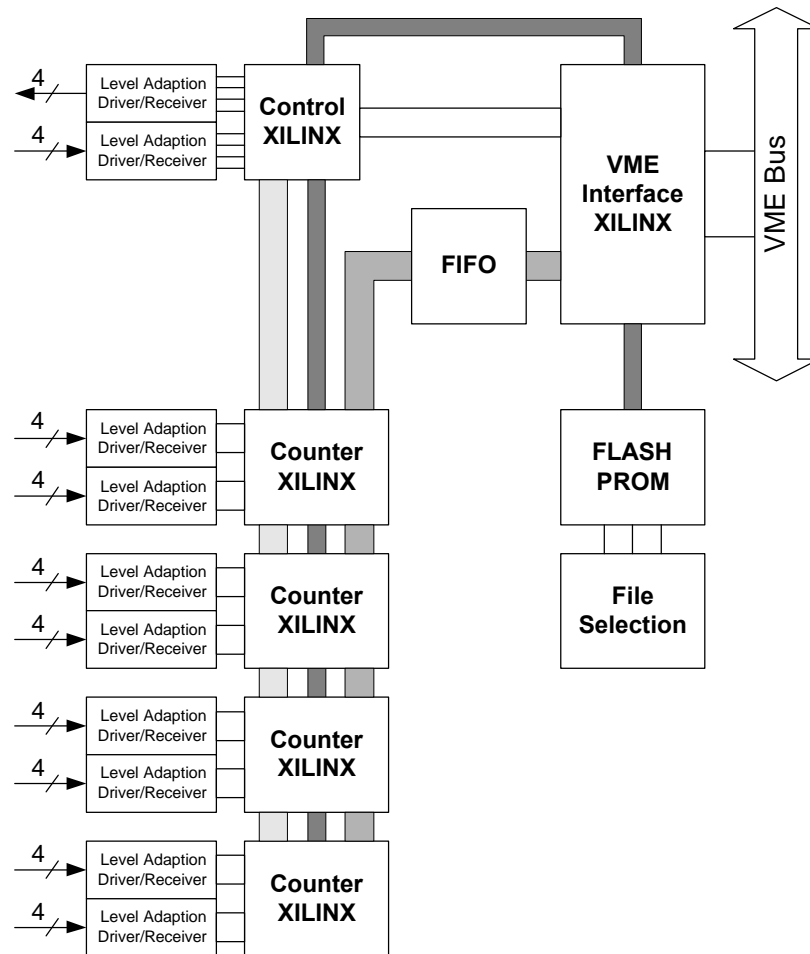 4
Level Adaption
Driver/Receiver
4
Level Adaption
Driver/Receiver
Control
XILINX
VME
Interface
XILINX
VME Bus
FIFO
4
Level Adaption
Driver/Receiver
4
Level Adaption
Driver/Receiver
Counter
XILINX
FLASH
PROM
4
Level Adaption
Driver/Receiver
4
Level Adaption
Driver/Receiver
Counter
XILINX
File
Selection
4
Level Adaption
Driver/Receiver
4
Level Adaption
Driver/Receiver
Counter
XILINX
4
Level Adaption
Driver/Receiver
4
Level Adaption
Driver/Receiver
Counter
XILINX